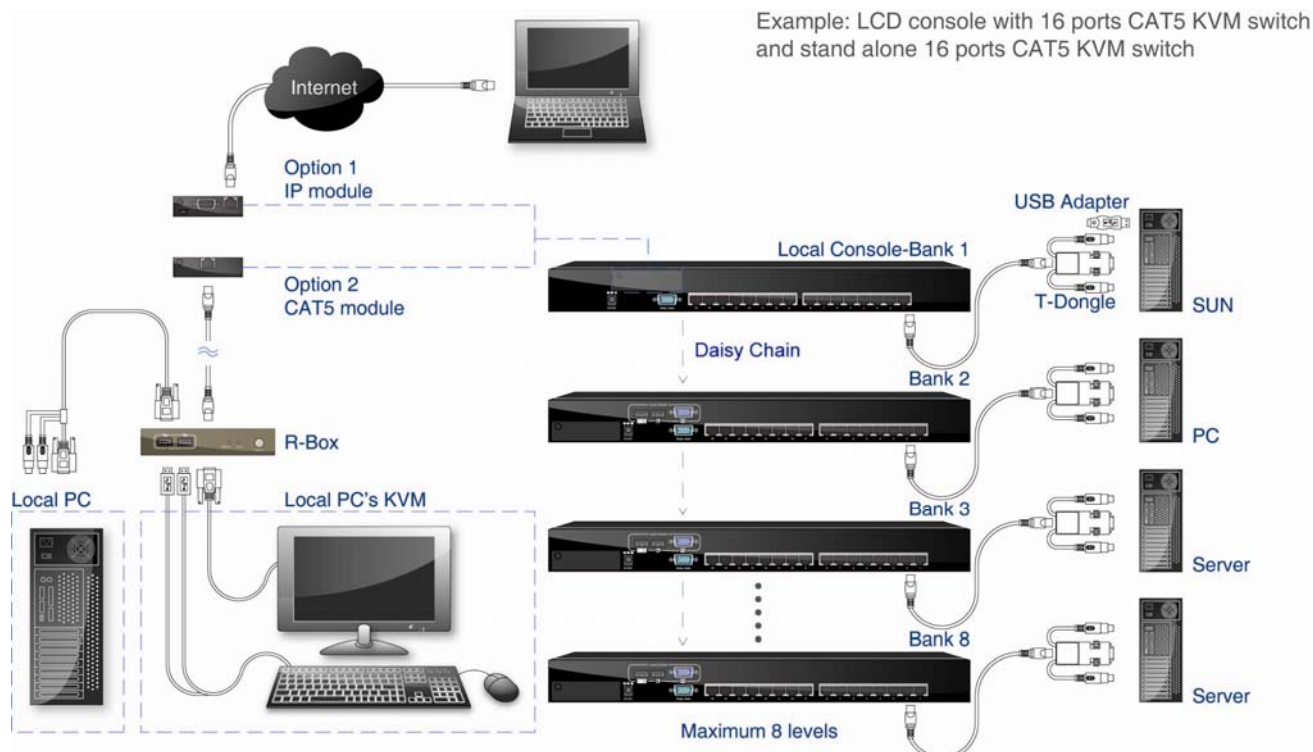 Example: LCD console with 16 ports CAT5 KVM switch
and stand alone 16 ports CAT5 KVM switch
Internet
Option 1
IP module
Option 2
CAT5 module
USB Adapter
Local Console-Bank 1
T-Dongle
SUN
Daisy Chain
Bank 2
PC
R-Box
Local PC
Local PC's KVM
Bank 3
Server
Bank 8
Server
Maximum 8 levels